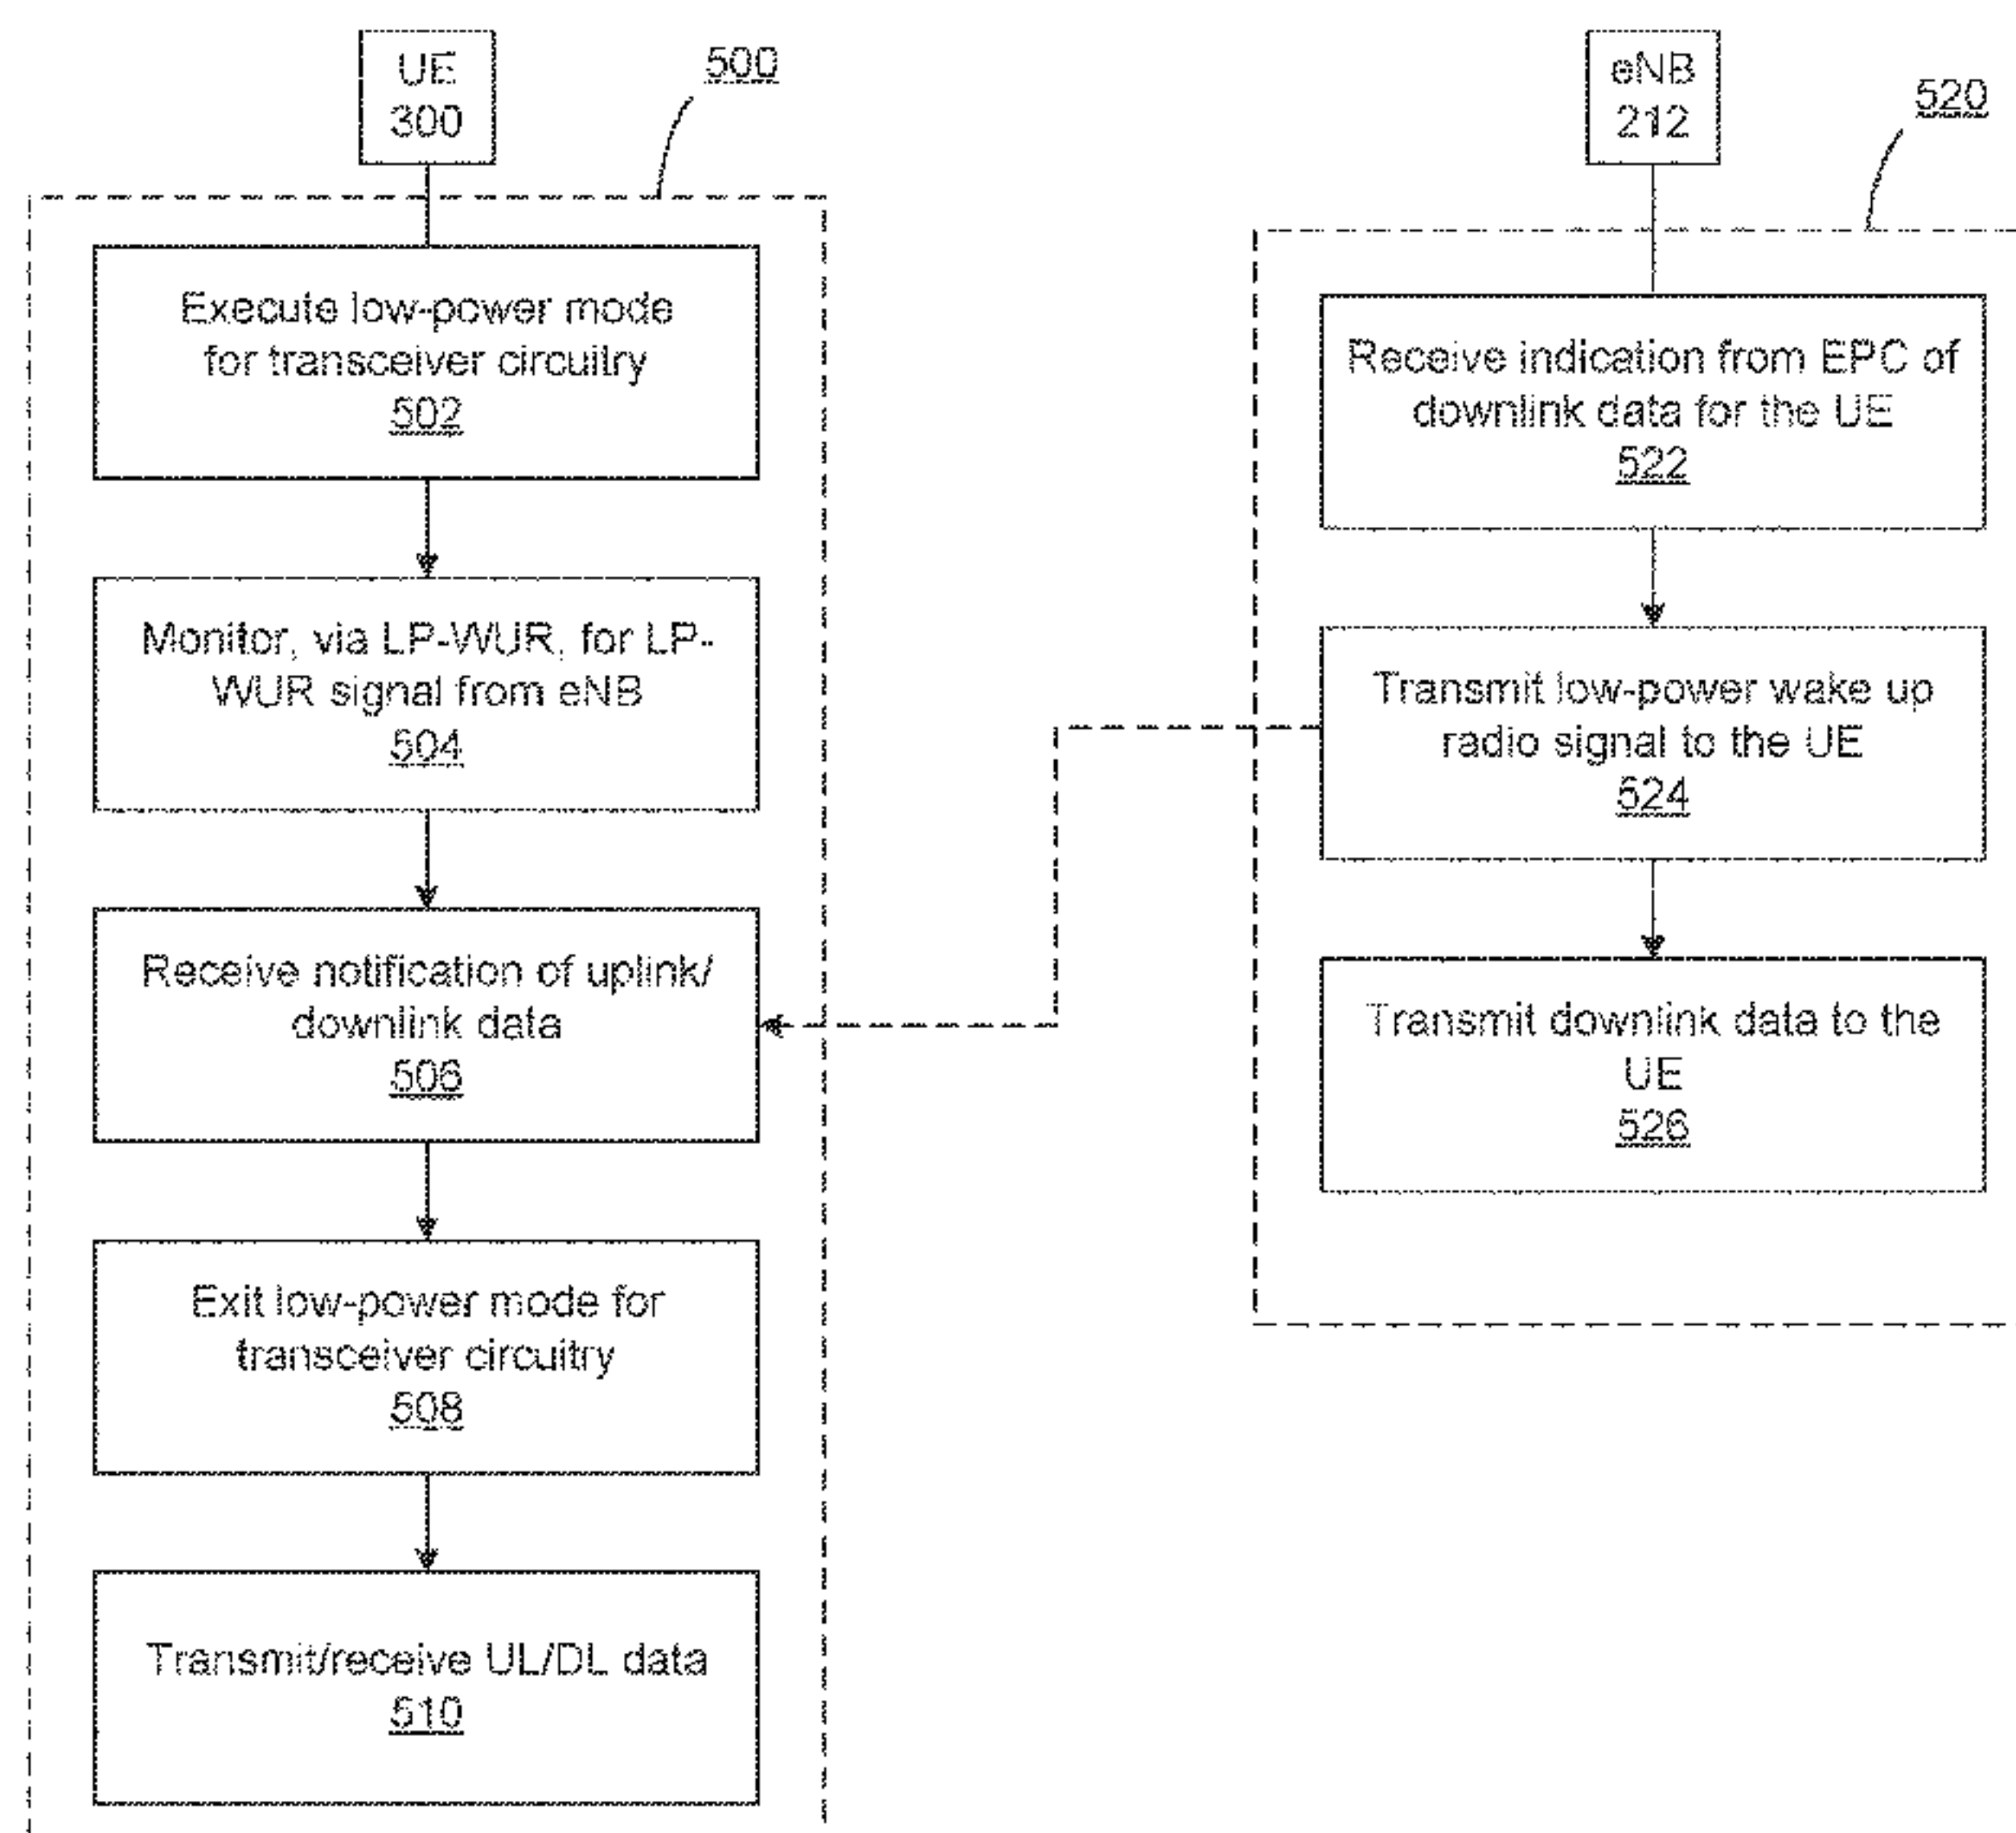 UE
300
500
Execute low-power mode
for transceiver circuitry
502
Monitor, via LP-WUR, for LP-
WUR signal from eNB
504
Receive notification of uplink/
downlink data
506
Exit low-power mode for
transceiver circuitry
508
Transmit/receive UL/DL data
510
eNB
212
520
Receive indication from EPC of
downlink data for the UE
522
Transmit low-power wake up
radio signal to the UE
524
Transmit downlink data to the
UE
526